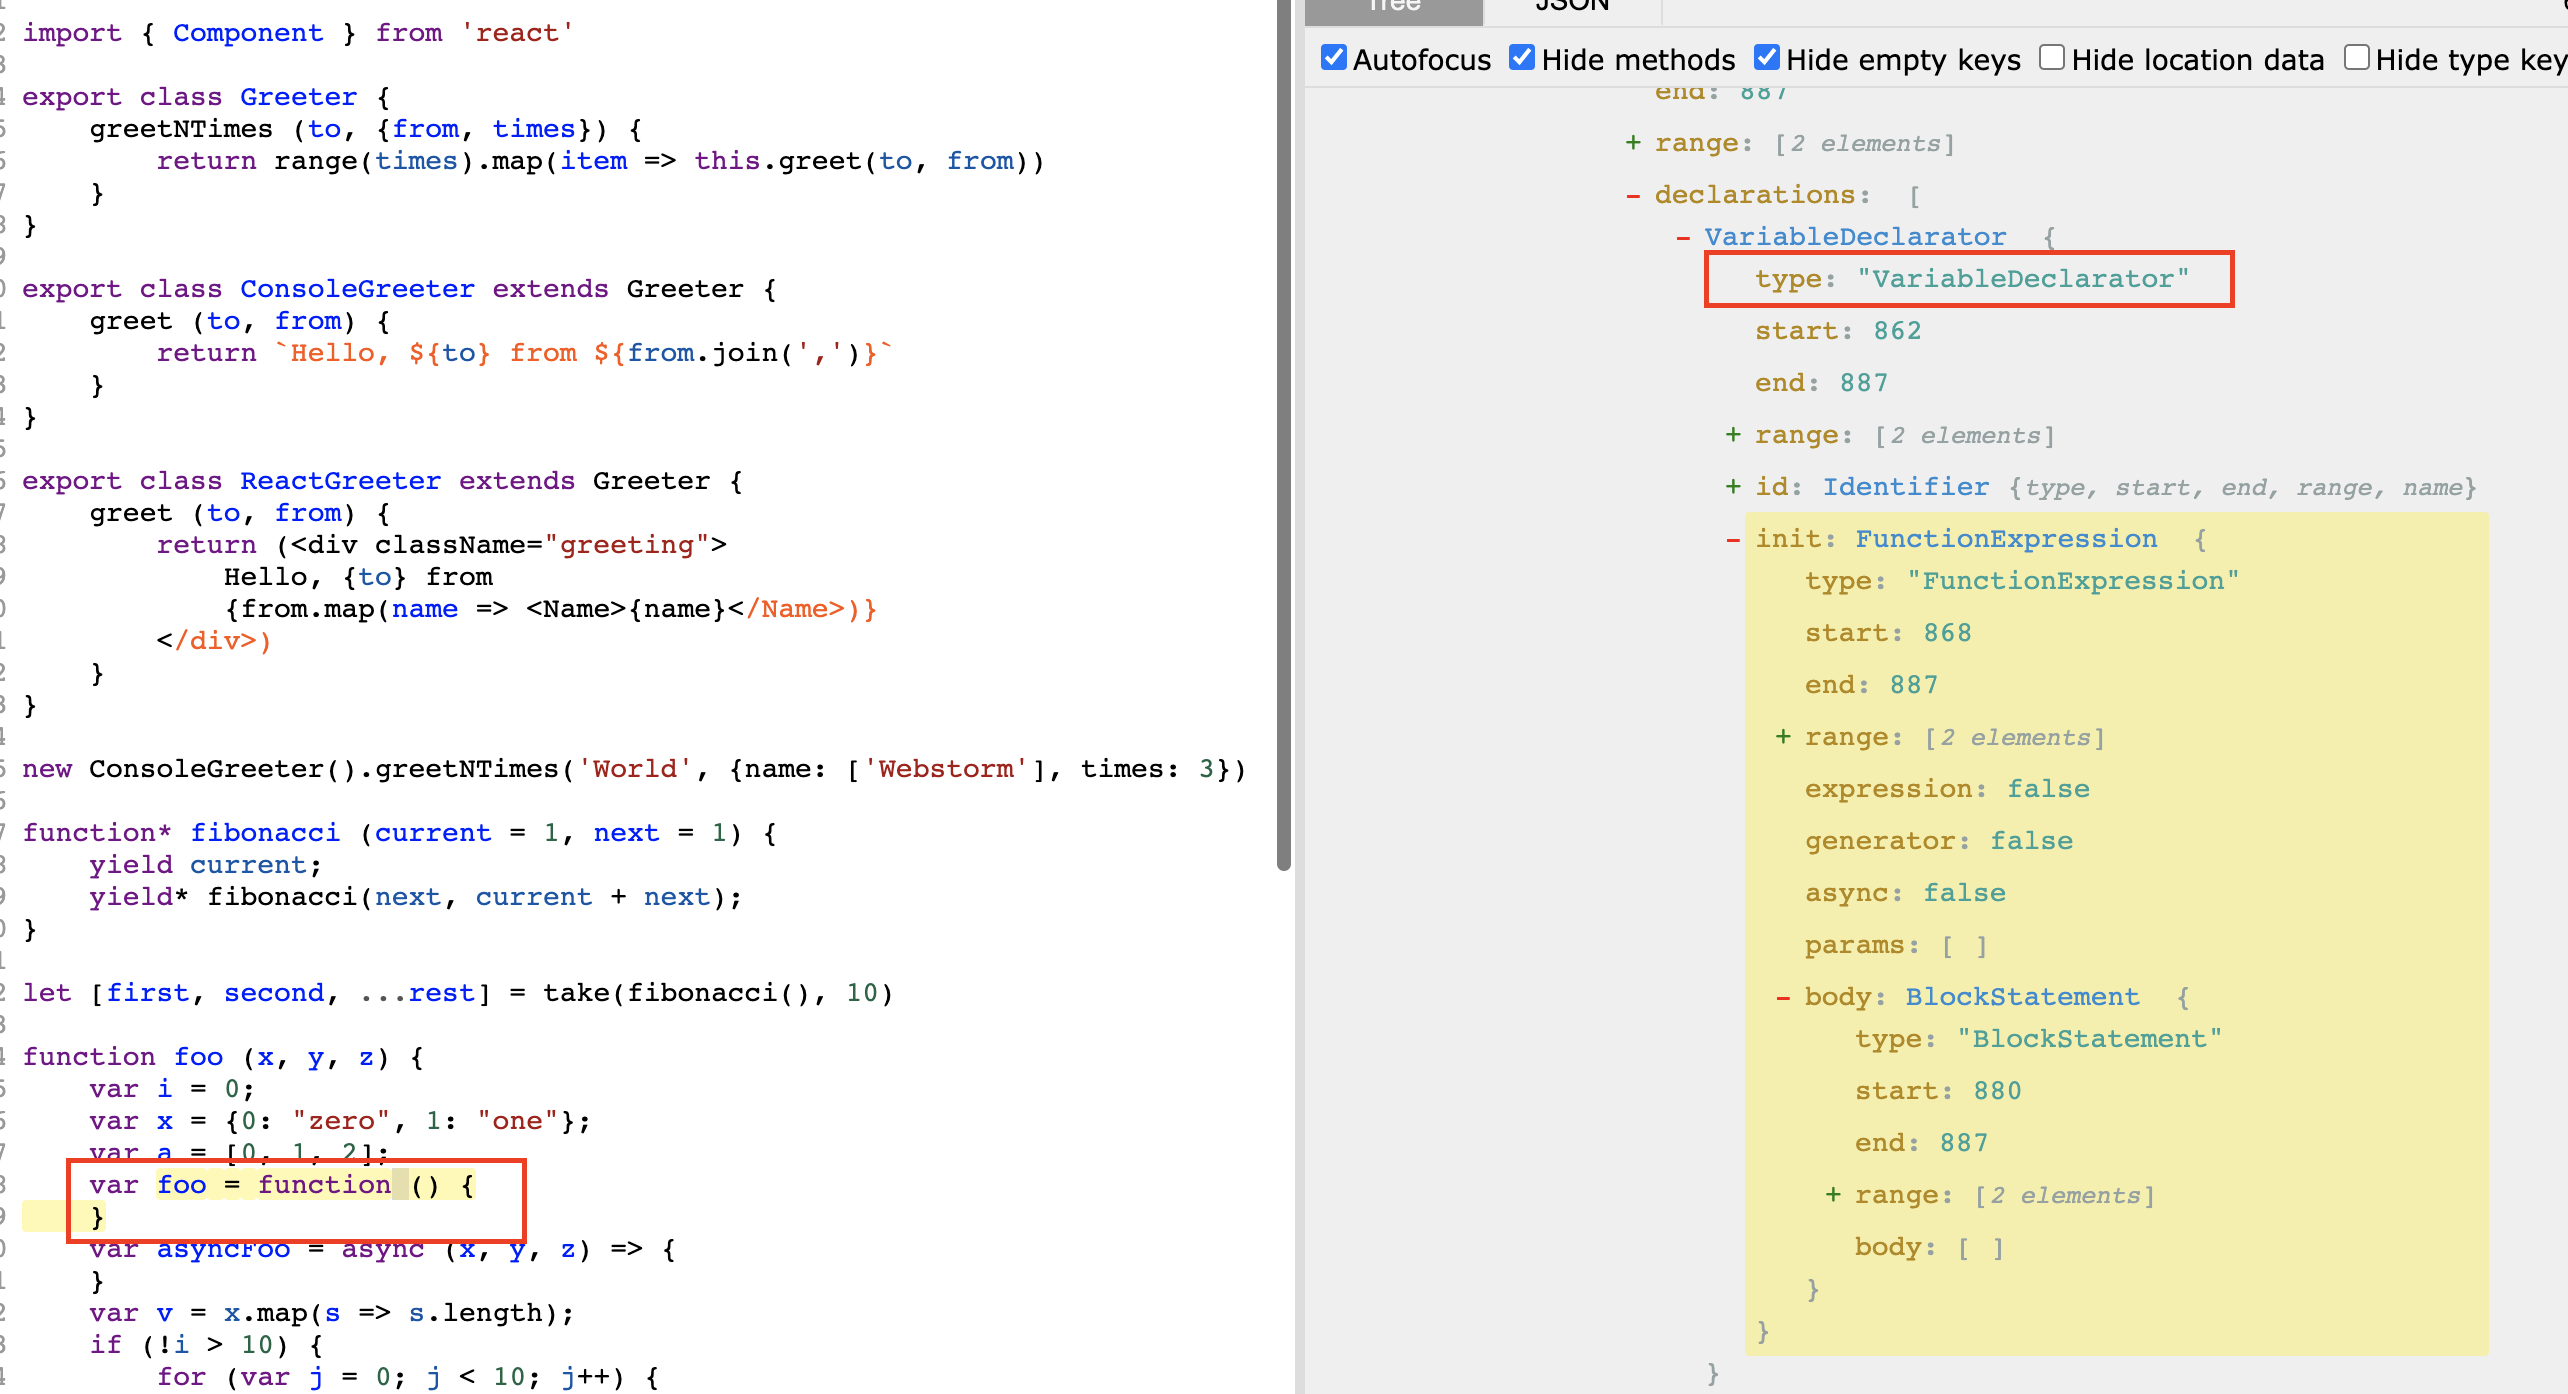 import { Component } from 'react'
export class Greeter {
greetNTimes (to, {from, times}) {
return range(times).map(item => this.greet(to, from))
}
}
export class ConsoleGreeter extends Greeter {
greet (to, from) {
return `Hello, ${to} from ${from.join(',')}`
}
}
export class ReactGreeter extends Greeter {
greet (to, from) {
return (<div className="greeting">
Hello, {to} from
{from.map(name => <Name>{name}</Name>)}
</div>)
}
}
new ConsoleGreeter().greetNTimes('World', {name: ['Webstorm'], times: 3})
function* fibonacci (current = 1, next = 1) {
yield current;
yield* fibonacci(next, current + next);
}
let [first, second, ...rest] = take(fibonacci(), 10)
function foo (x, y, z) {
var i = 0;
var x = {0: "zero", 1: "one"};
var a = [0, 1, 2];
var foo = function () {
}
var asyncFoo = async (x, y, z) => {
}
var v = x.map(s => s.length);
if (!i > 10) {
for (var j = 0; j < 10; j++) {
Tree JSON
Autofocus Hide methods Hide empty keys Hide location data Hide type key
end: 887
+ range: [2 elements]
- declarations: [
- VariableDeclarator {
type: "VariableDeclarator"
start: 862
end: 887
+ range: [2 elements]
+ id: Identifier {type, start, end, range, name}
- init: FunctionExpression {
type: "FunctionExpression"
start: 868
end: 887
+ range: [2 elements]
expression: false
generator: false
async: false
params: [ ]
- body: BlockStatement {
type: "BlockStatement"
start: 880
end: 887
+ range: [2 elements]
body: [ ]
}
}
}